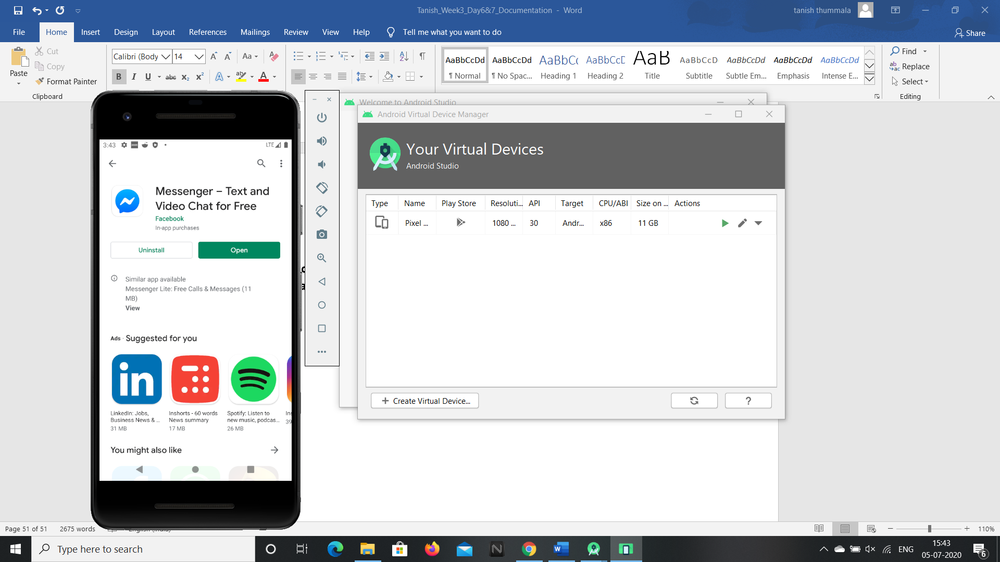 Tanish_Week3_Day6&7_Documentation - Word
tanish thummala
File Home Insert Design Layout References Mailings Review View Help Tell me what you want to do
Share
Paste
Cut
Copy
Format Painter
Clipboard
Calibri (Body 14
Aa
B I U abc X₂ X² A ab A
AaBbCcDd AaBbCcDd AaBbCc AaBbCcD AaB AaBbCcD AaBbCcDd AaBbCcDd AaBbCcDd
¶ Normal ¶ No Spac... Heading 1 Heading 2 Title Subtitle Subtle Em... Emphasis Intense E...
Find
Replace
Select
Editing
3:43
LTE
Messenger – Text and
Video Chat for Free
Facebook
In-app purchases
Uninstall
Open
Similar app available
Messenger Lite: Free Calls & Messages (11
MB)
View
Ads · Suggested for you
LinkedIn: Jobs,
Business News & ...
31 MB
Inshorts - 60 words
News summary
17 MB
Spotify: Listen to
new music, podcas...
26 MB
Ins
39
You might also like
Welcome to Android Studio
Android Virtual Device Manager
Your Virtual Devices
Android Studio
Type Name Play Store Resoluti... API Target CPU/ABI Size on ... Actions
Pixel ... 1080 ... 30 Andr... x86 11 GB
+ Create Virtual Device...
?
Page 51 of 51 2675 words English (India)
110%
Type here to search
ENG
15:43
05-07-2020
6